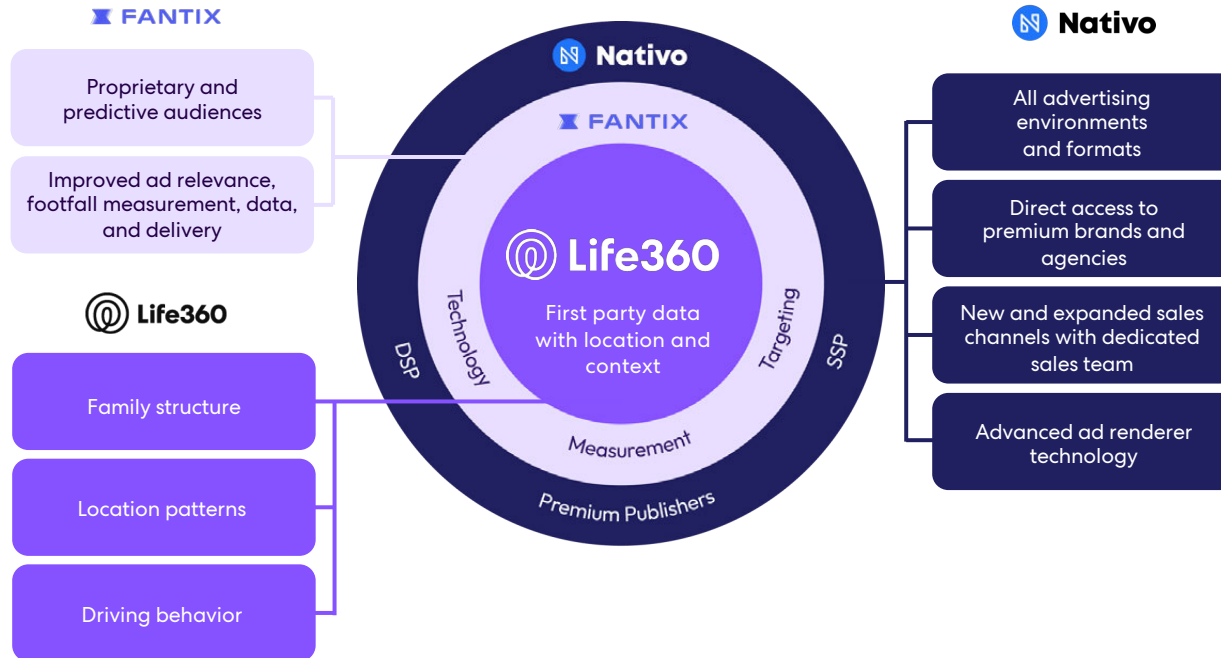 FANTIX
Proprietary and
predictive audiences
Improved ad relevance,
footfall measurement, data,
and delivery
Life360
Family structure
Location patterns
Driving behavior
Nativo
FANTIX
Life360
First party data
with location and
context
Technology
Targeting
Measurement
DSP
SSP
Premium Publishers
Nativo
All advertising
environments
and formats
Direct access to
premium brands and
agencies
New and expanded sales
channels with dedicated
sales team
Advanced ad renderer
technology